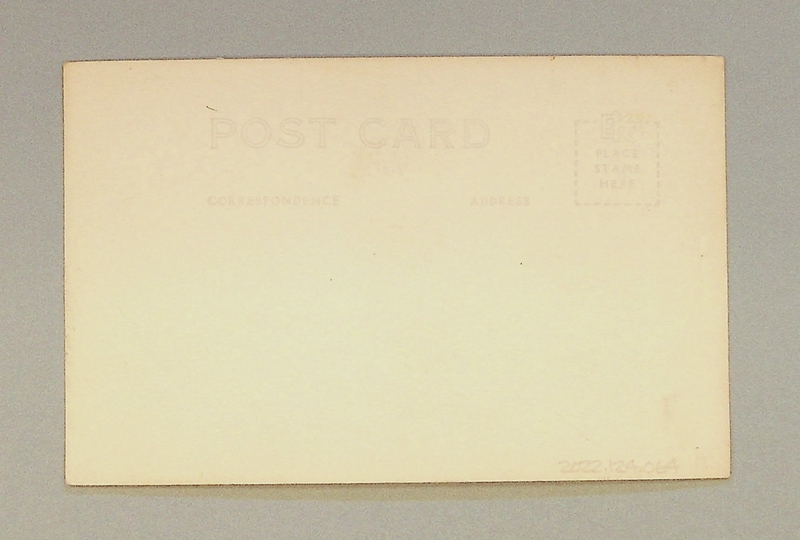 POST CARD
PLACE
STAMP
HERE
CORRESPONDENCE
ADDRESS
2022.124.064